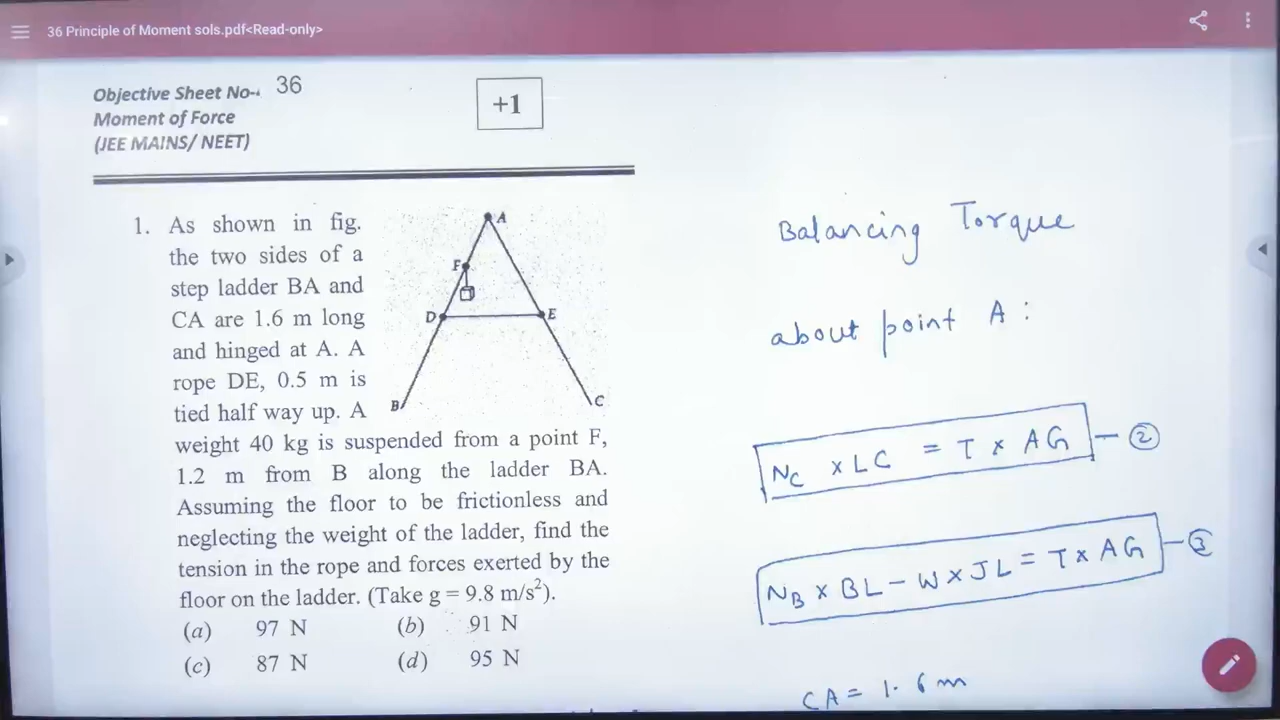 36 Principle of Moment sols.pdf<Read-only>
Objective Sheet No-. 36
Moment of Force
(JEE MAINS/ NEET)
+1
1. As shown in fig.
the two sides of a
step ladder BA and
CA are 1.6 m long
and hinged at A. A
rope DE, 0.5 m is
tied half way up. A
weight 40 kg is suspended from a point F,
1.2 m from B along the ladder BA.
Assuming the floor to be frictionless and
neglecting the weight of the ladder, find the
tension in the rope and forces exerted by the
floor on the ladder. (Take g = 9.8 m/s²).
(a) 97 N (b) 91 N
(c) 87 N (d) 95 N
A
F
D
E
B
C
Balancing Torque
about point A :
N_C × LC = T × AG — ②
N_B × BL - W × JL = T × AG — ③
CA = 1.6 m